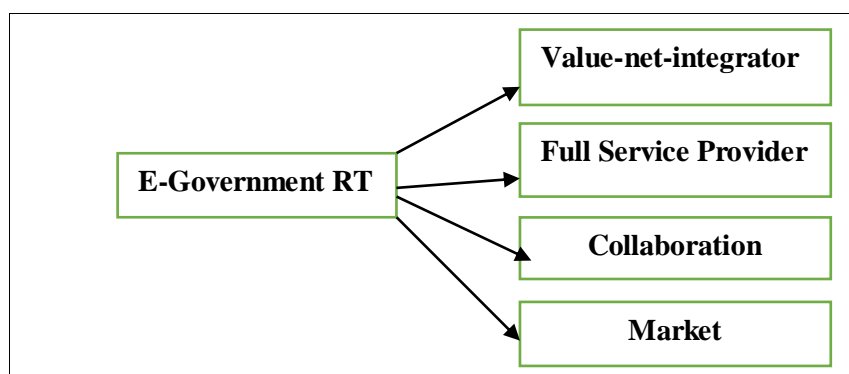 Value-net-integrator
Full Service Provider
E-Government RT
Collaboration
Market